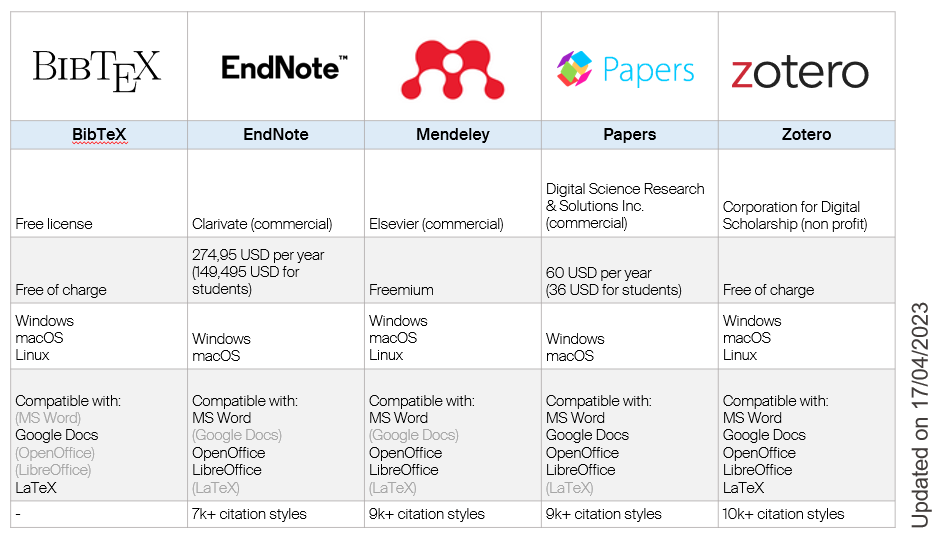 BIBTEX
EndNote™
Papers
zotero
BibTeX
EndNote
Mendeley
Papers
Zotero
Free license
Clarivate (commercial)
Elsevier (commercial)
Digital Science Research
& Solutions Inc.
(commercial)
Corporation for Digital
Scholarship (non profit)
Free of charge
274,95 USD per year
(149,495 USD for
students)
Freemium
60 USD per year
(36 USD for students)
Free of charge
Windows
macOS
Linux
Windows
macOS
Windows
macOS
Linux
Windows
macOS
Windows
macOS
Linux
Compatible with:
(MS Word)
Google Docs
(OpenOffice)
(LibreOffice)
LaTeX
Compatible with:
MS Word
(Google Docs)
OpenOffice
LibreOffice
(LaTeX)
Compatible with:
MS Word
(Google Docs)
OpenOffice
LibreOffice
(LaTeX)
Compatible with:
MS Word
Google Docs
OpenOffice
LibreOffice
(LaTeX)
Compatible with:
MS Word
Google Docs
OpenOffice
LibreOffice
LaTeX
-
7k+ citation styles
9k+ citation styles
9k+ citation styles
10k+ citation styles
Updated on 17/04/2023